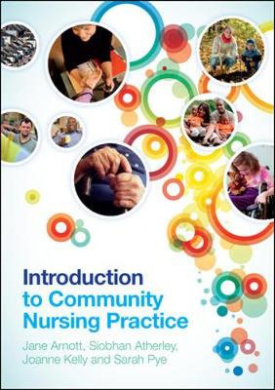 Introduction
to Community
Nursing Practice
Jane Arnott, Siobhan Atherley,
Joanne Kelly and Sarah Pye